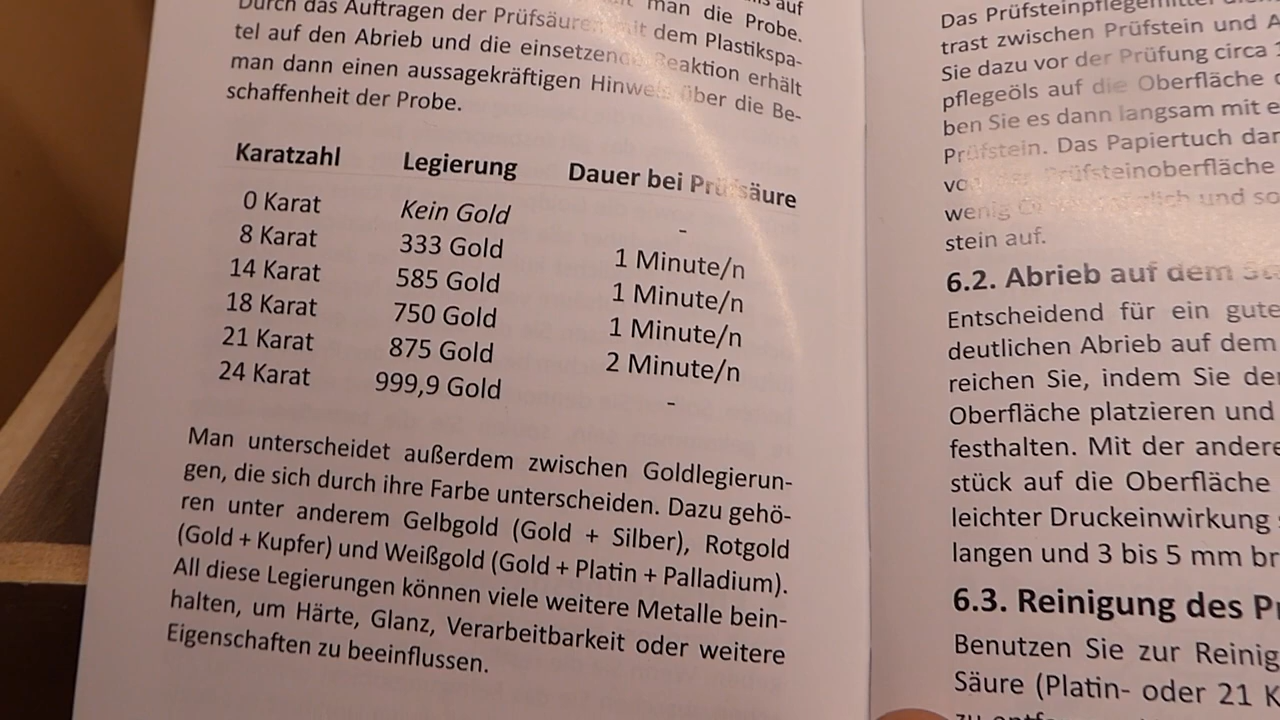 man die Probe.
Durch das Auftragen der Prüfsäure mit dem Plastikspa-
tel auf den Abrieb und die einsetzende Reaktion erhält
man dann einen aussagekräftigen Hinweis über die Be-
schaffenheit der Probe.
Karatzahl Legierung Dauer bei Prüfsäure
0 Karat Kein Gold -
8 Karat 333 Gold 1 Minute/n
14 Karat 585 Gold 1 Minute/n
18 Karat 750 Gold 1 Minute/n
21 Karat 875 Gold 2 Minute/n
24 Karat 999,9 Gold -
Man unterscheidet außerdem zwischen Goldlegierun-
gen, die sich durch ihre Farbe unterscheiden. Dazu gehö-
ren unter anderem Gelbgold (Gold + Silber), Rotgold
(Gold + Kupfer) und Weißgold (Gold + Platin + Palladium).
All diese Legierungen können viele weitere Metalle bein-
halten, um Härte, Glanz, Verarbeitbarkeit oder weitere
Eigenschaften zu beeinflussen.
Das Prüfsteinpflegemittel
trast zwischen Prüfstein und
Sie dazu vor der Prüfung circa
pflegeöls auf die Oberfläche
ben Sie es dann langsam mit
Prüfstein. Das Papiertuch
Prüfsteinoberfläche
wenig und
stein auf.
6.2. Abrieb auf dem
Entscheidend für ein
deutlichen Abrieb auf dem
reichen Sie, indem Sie
Oberfläche platzieren und
festhalten. Mit der andere
stück auf die Oberfläche
leichter Druckeinwirkung
langen und 3 bis 5 mm
6.3. Reinigung des
Benutzen Sie zur
Säure (Platin- oder 21